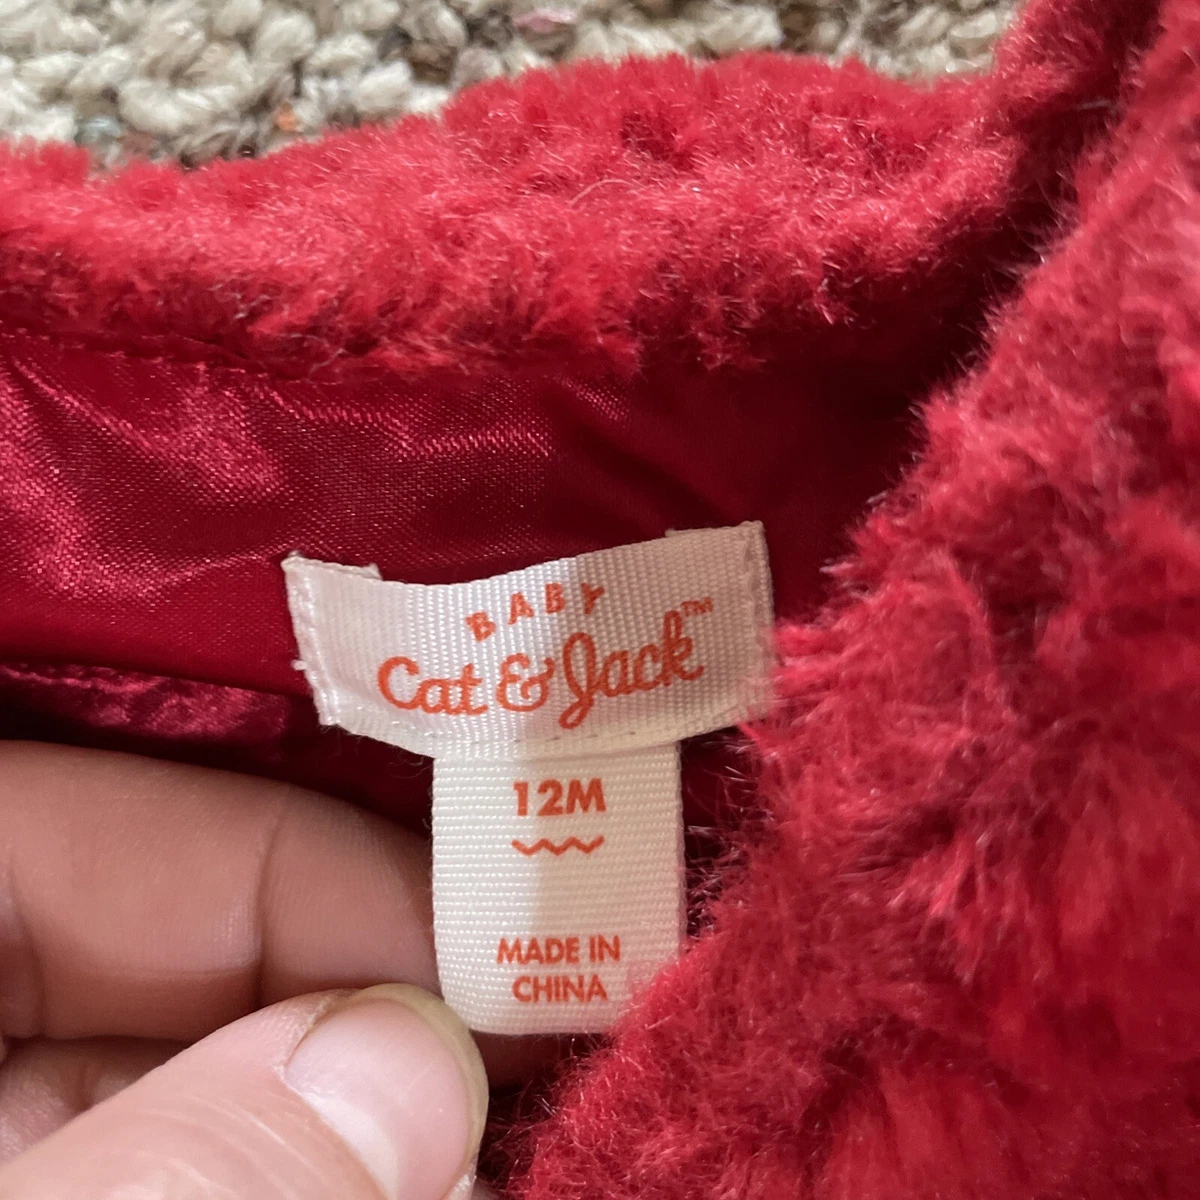 BABY
Cat & Jack™
12M
MADE IN
CHINA